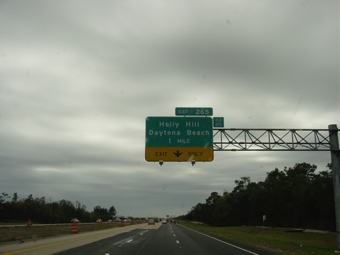 EXIT 265
Holly Hill
Daytona Beach
1 MILE
EXIT ONLY